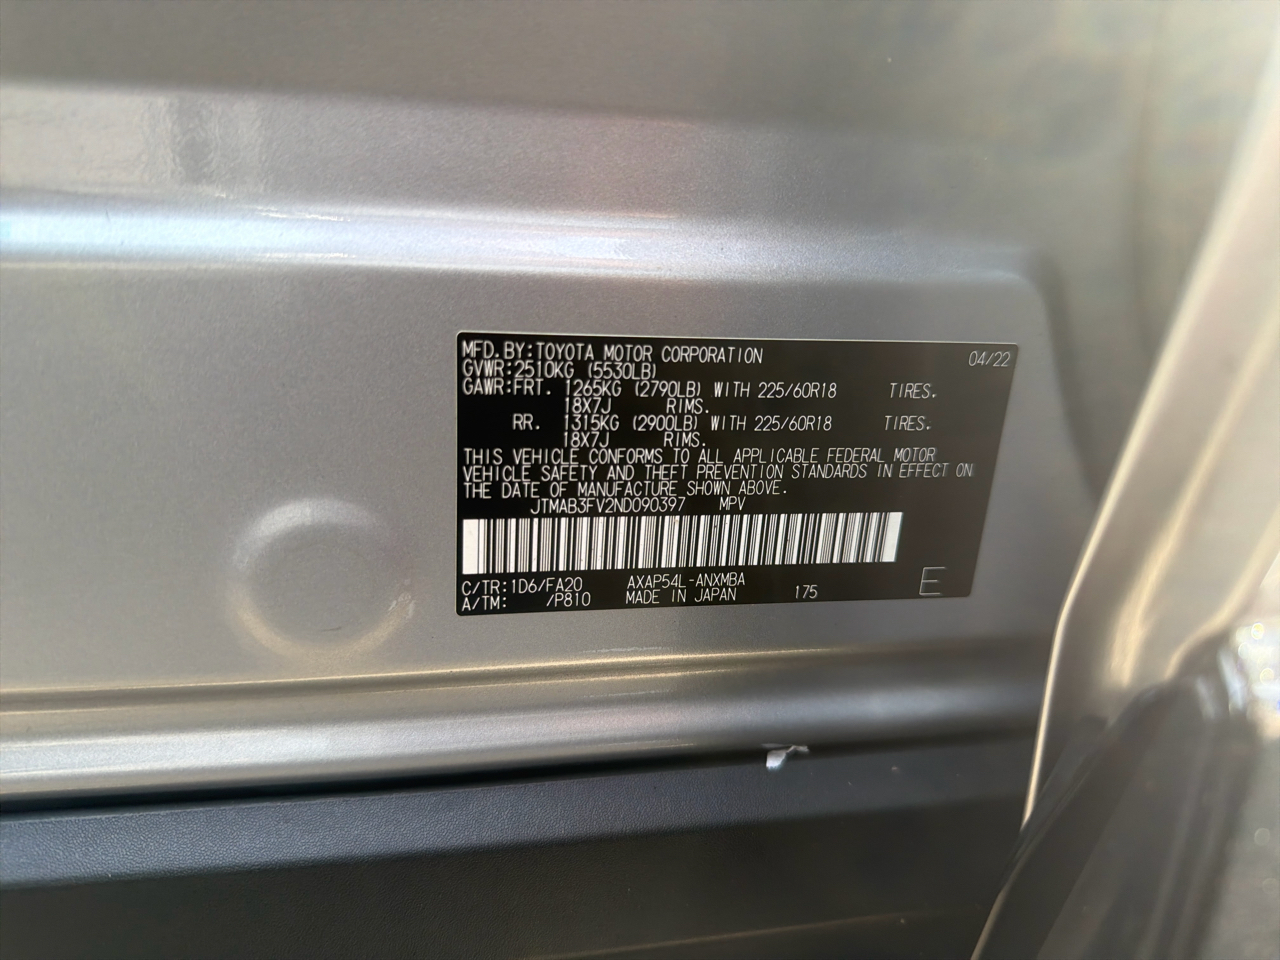 MFD.BY:TOYOTA MOTOR CORPORATION 04/22
GVWR:2510KG (5530LB)
GAWR:FRT. 1265KG (2790LB) WITH 225/60R18 TIRES.
18X7J RIMS.
RR. 1315KG (2900LB) WITH 225/60R18 TIRES.
18X7J RIMS.
THIS VEHICLE CONFORMS TO ALL APPLICABLE FEDERAL MOTOR
VEHICLE SAFETY AND THEFT PREVENTION STANDARDS IN EFFECT ON
THE DATE OF MANUFACTURE SHOWN ABOVE.
JTMAB3FV2ND090397 MPV
C/TR:1D6/FA20 AXAP54L-ANXMBA 175 E
A/TM: /P810 MADE IN JAPAN